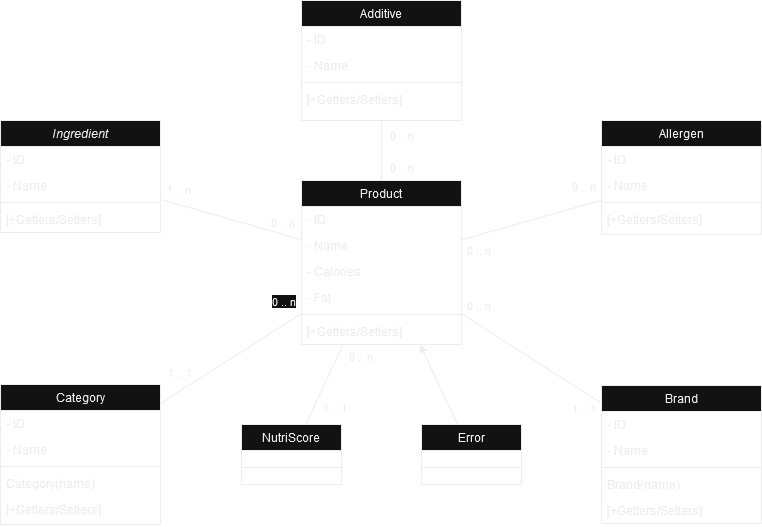 Additive
- ID
- Name
[+Getters/Setters]
0 .. n
0 .. n
Ingredient
- ID
- Name
[+Getters/Setters]
1 .. n
0 .. n
Allergen
- ID
- Name
[+Getters/Setters]
0 .. n
0 .. n
Product
- ID
- Name
- Calories
- Fat
[+Getters/Setters]
0 .. n
1 .. 1
0 .. n
1 .. 1
0 .. n
1 .. 1
Category
- ID
- Name
Category(name)
[+Getters/Setters]
NutriScore
Error
Brand
- ID
- Name
Brand(name)
[+Getters/Setters]